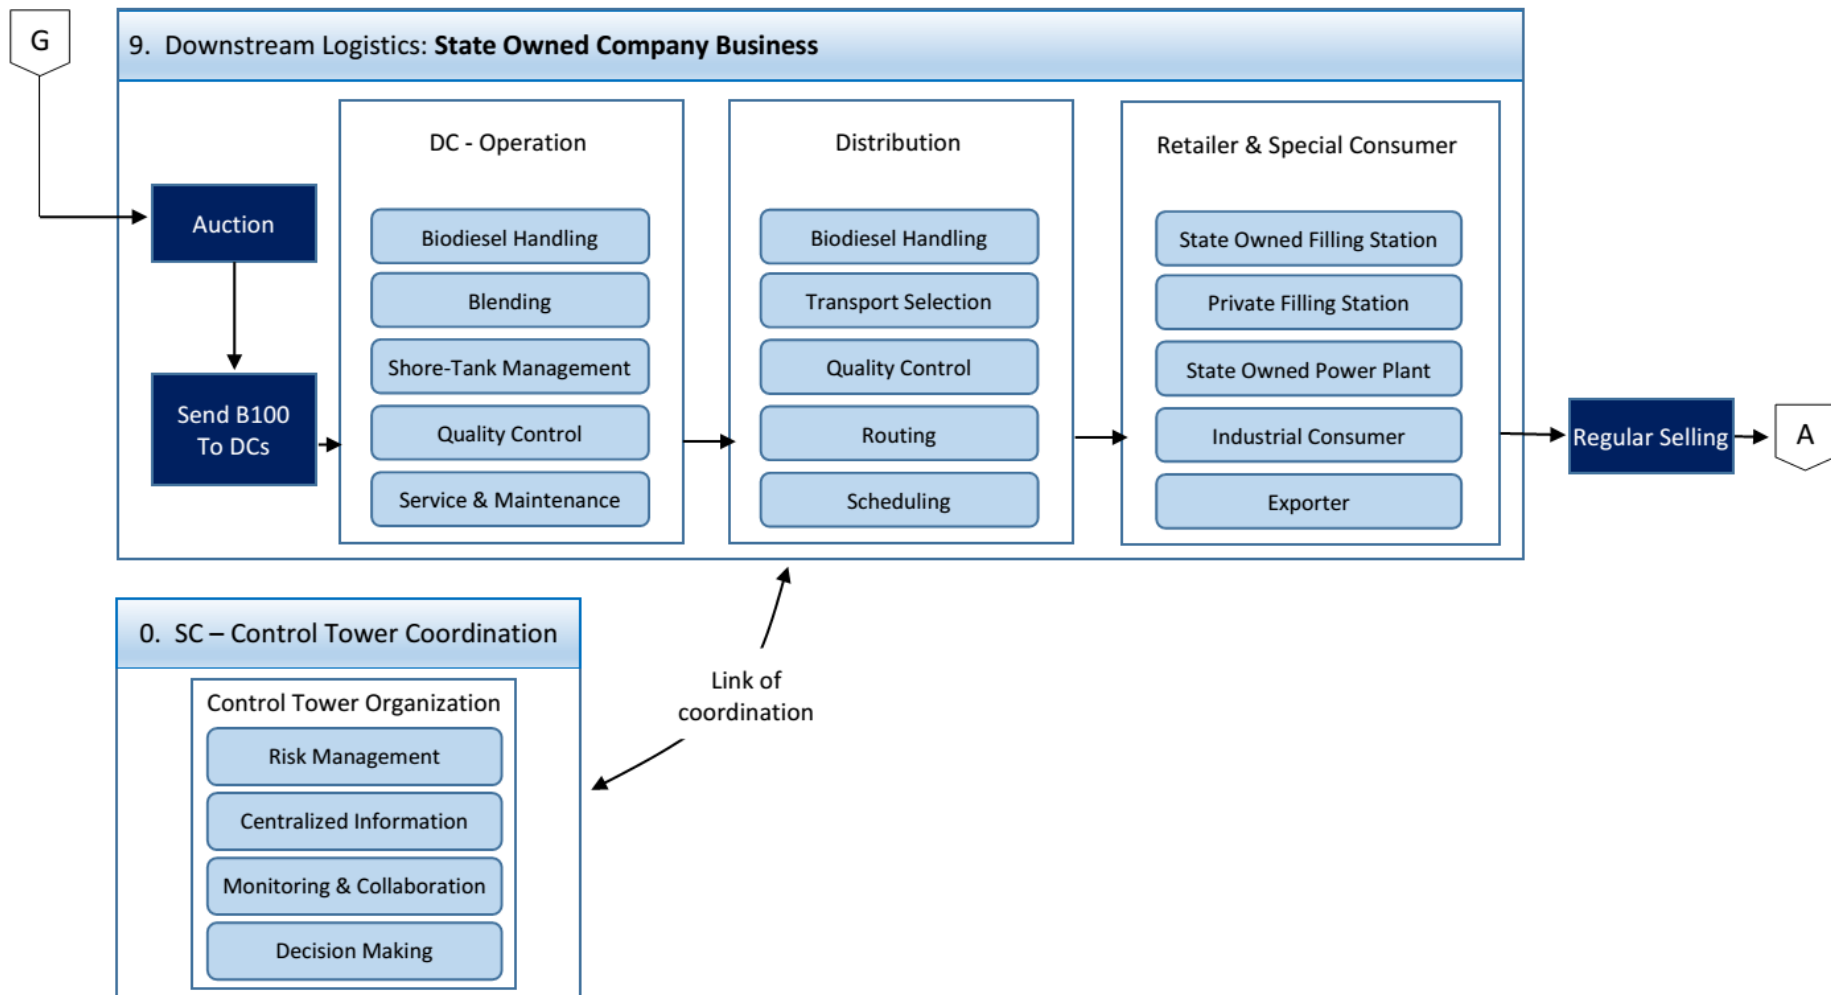 G
9. Downstream Logistics: State Owned Company Business
Auction
Send B100
To DCs
DC - Operation
Biodiesel Handling
Blending
Shore-Tank Management
Quality Control
Service & Maintenance
Distribution
Biodiesel Handling
Transport Selection
Quality Control
Routing
Scheduling
Retailer & Special Consumer
State Owned Filling Station
Private Filling Station
State Owned Power Plant
Industrial Consumer
Exporter
Regular Selling
A
0. SC – Control Tower Coordination
Control Tower Organization
Risk Management
Centralized Information
Monitoring & Collaboration
Decision Making
Link of
coordination